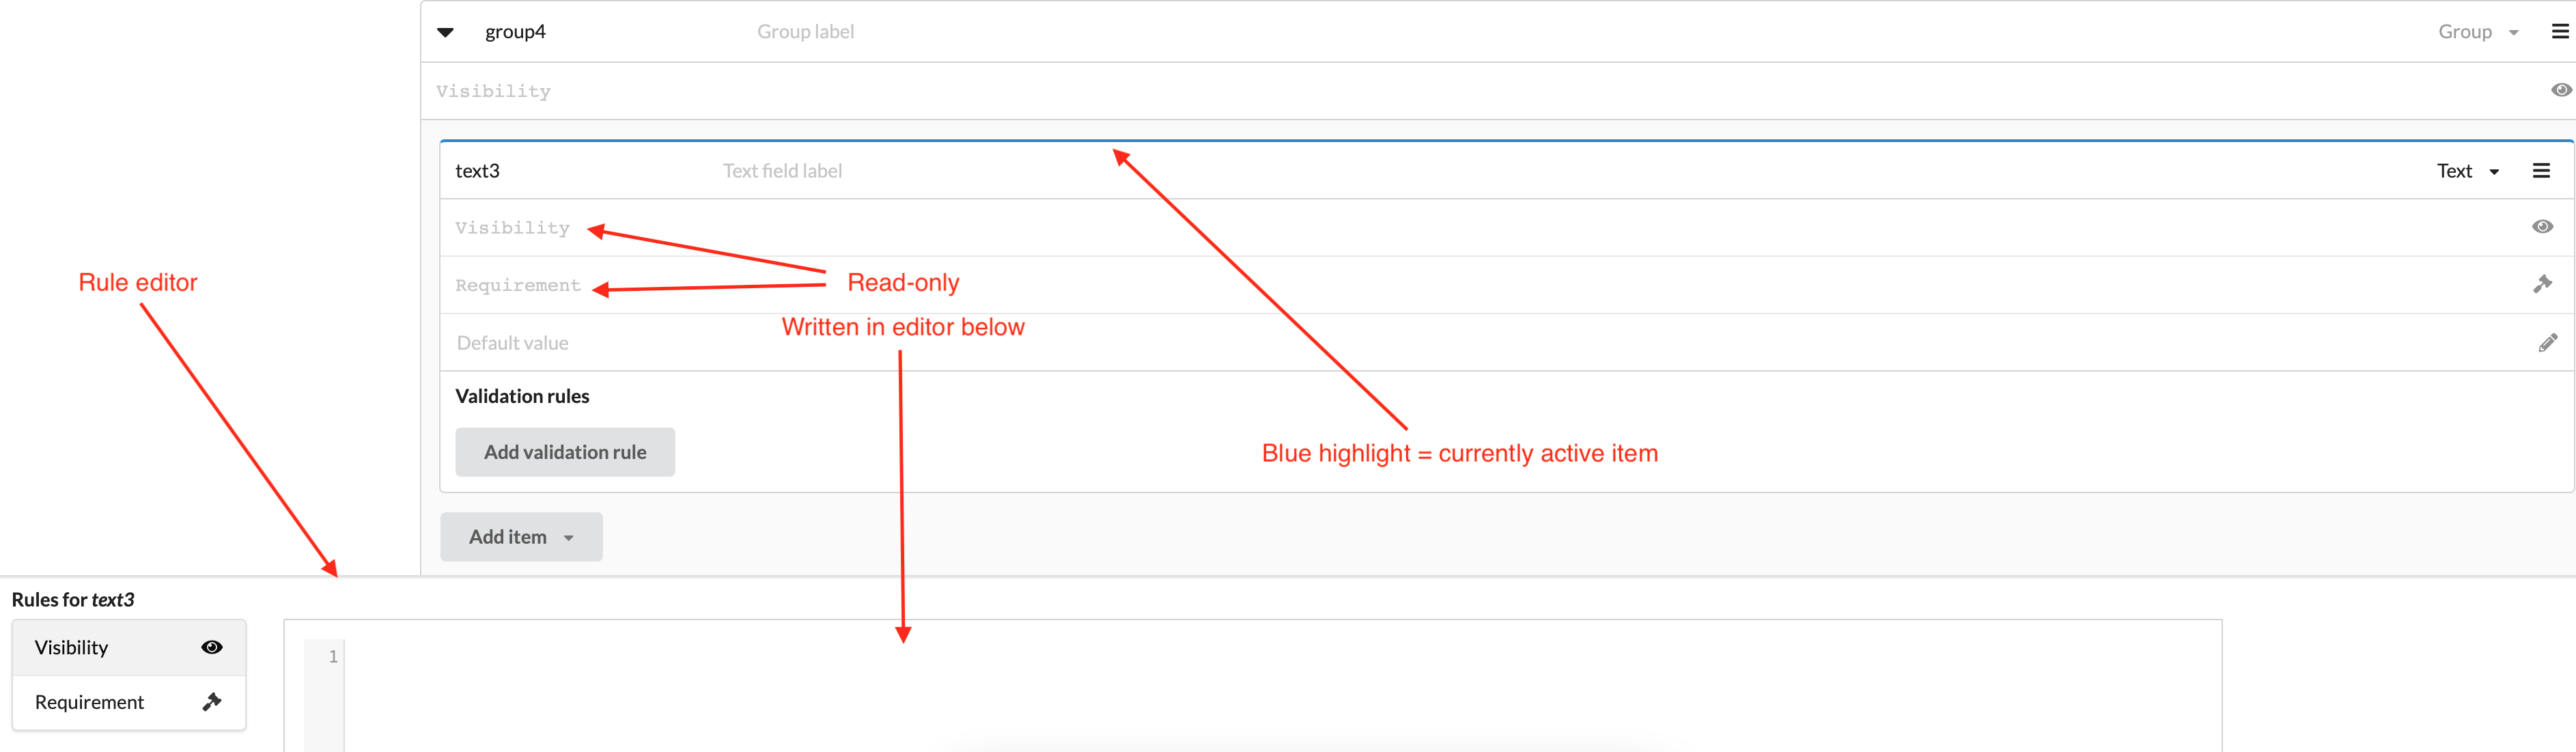 group4 Group label Group
Visibility
text3 Text field label Text
Visibility
Rule editor
Requirement
Read-only
Written in editor below
Default value
Validation rules
Add validation rule
Blue highlight = currently active item
Add item
Rules for text3
Visibility
Requirement
1